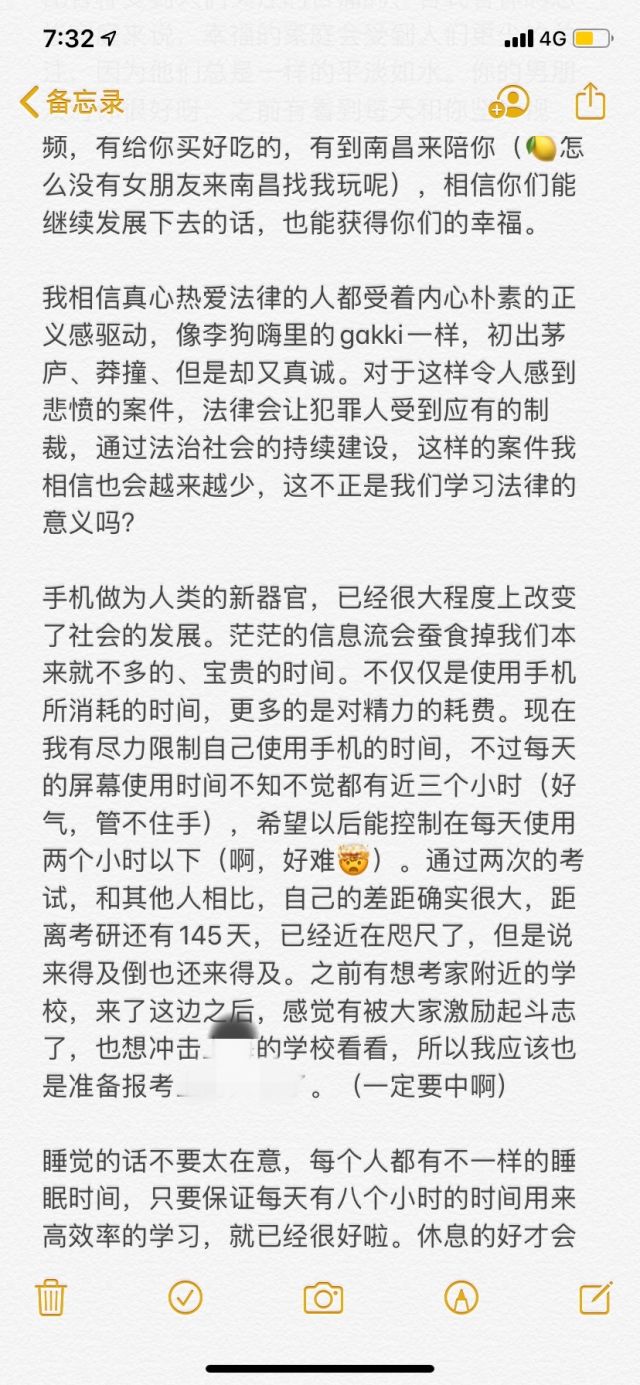 7:32
4G
备忘录
频，有给你买好吃的，有到南昌来陪你（🍋怎
么没有女朋友来南昌找我玩呢），相信你们能
继续发展下去的话，也能获得你们的幸福。
我相信真心热爱法律的人都受着内心朴素的正
义感驱动，像李狗嗨里的gakki一样，初出茅
庐、莽撞、但是却又真诚。对于这样令人感到
悲愤的案件，法律会让犯罪人受到应有的制
裁，通过法治社会的持续建设，这样的案件我
相信也会越来越少，这不正是我们学习法律的
意义吗?
手机做为人类的新器官，已经很大程度上改变
了社会的发展。茫茫的信息流会蚕食掉我们本
来就不多的、宝贵的时间。不仅仅是使用手机
所消耗的时间，更多的是对精力的耗费。现在
我有尽力限制自己使用手机的时间，不过每天
的屏幕使用时间不知不觉都有近三个小时（好
气，管不住手），希望以后能控制在每天使用
两个小时以下（啊，好难🤯）。通过两次的考
试，和其他人相比，自己的差距确实很大，距
离考研还有145天，已经近在咫尺了，但是说
来得及倒也还来得及。之前有想考家附近的学
校，来了这边之后，感觉有被大家激励起斗志
了，也想冲击的学校看看，所以我应该也
是准备报考。（一定要中啊）
睡觉的话不要太在意，每个人都有不一样的睡
眠时间，只要保证每天有八个小时的时间用来
高效率的学习，就已经很好啦。休息的好才会